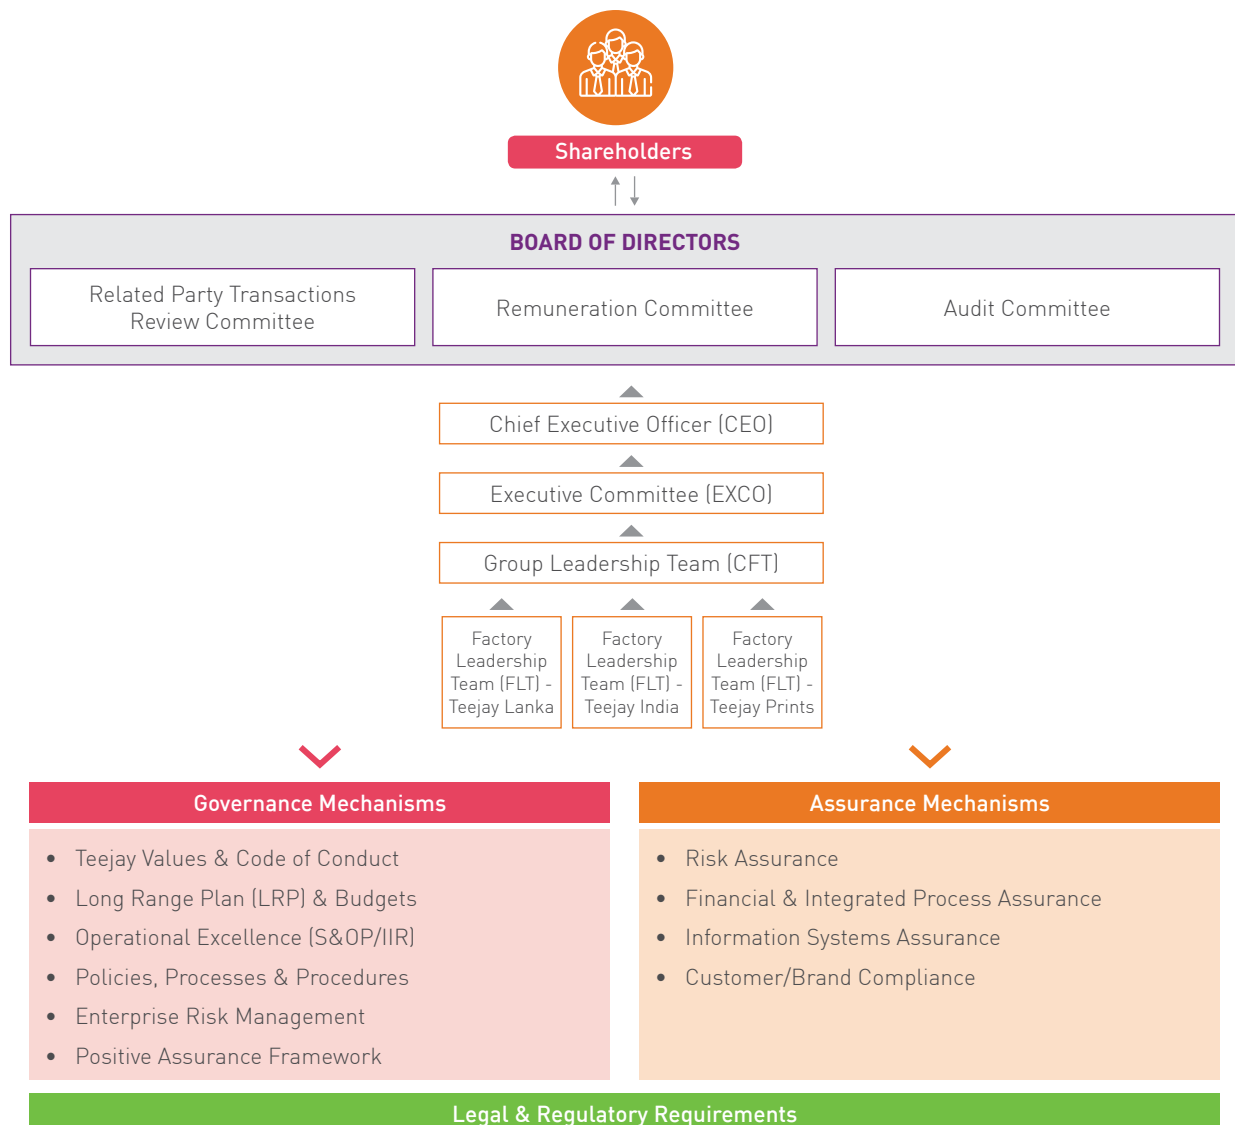 Shareholders
BOARD OF DIRECTORS
Related Party Transactions
Review Committee
Remuneration Committee
Audit Committee
Chief Executive Officer (CEO)
Executive Committee (EXCO)
Group Leadership Team (CFT)
Factory
Leadership
Team (FLT) -
Teejay Lanka
Factory
Leadership
Team (FLT) -
Teejay India
Factory
Leadership
Team (FLT) -
Teejay Prints
Governance Mechanisms
• Teejay Values & Code of Conduct
• Long Range Plan (LRP) & Budgets
• Operational Excellence (S&OP/IIR)
• Policies, Processes & Procedures
• Enterprise Risk Management
• Positive Assurance Framework
Assurance Mechanisms
• Risk Assurance
• Financial & Integrated Process Assurance
• Information Systems Assurance
• Customer/Brand Compliance
Legal & Regulatory Requirements